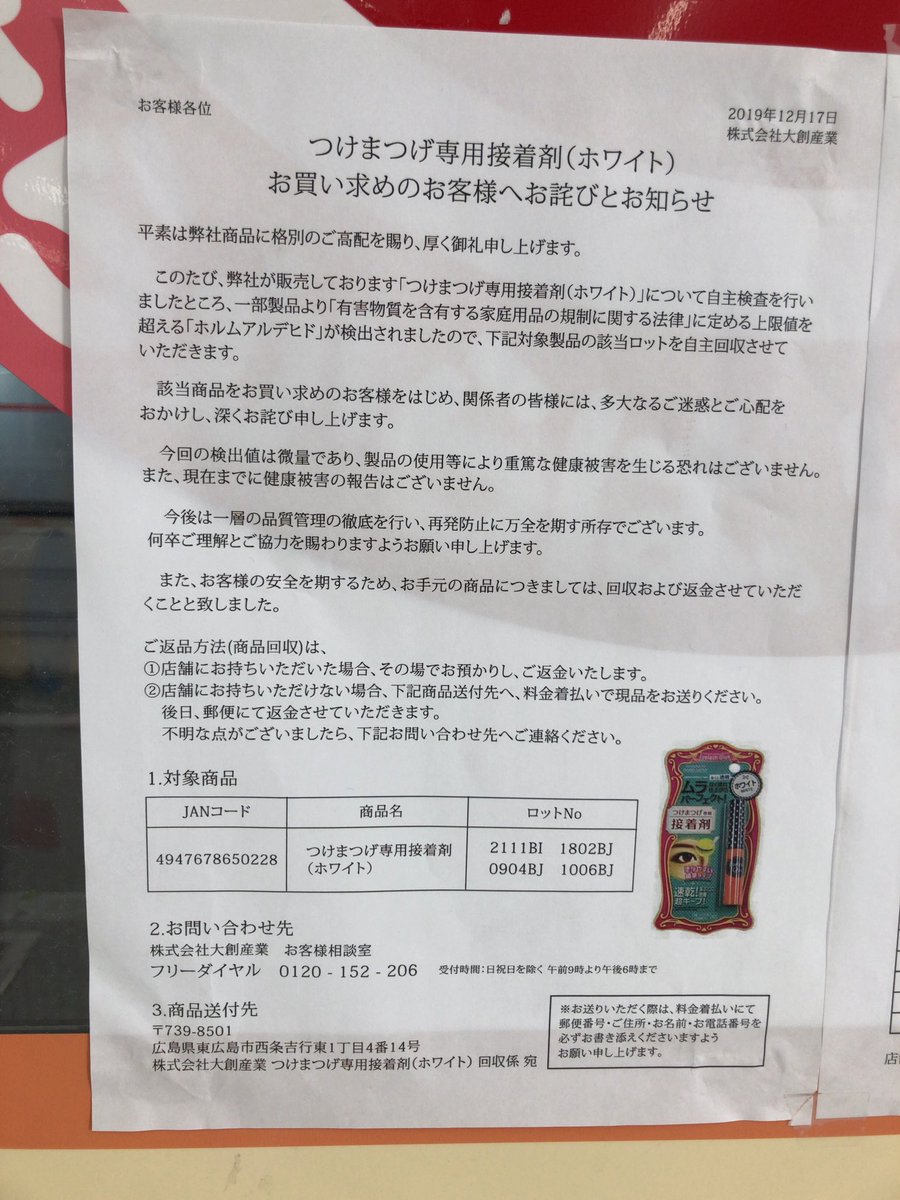 お客様各位
2019年12月17日
株式会社大創産業
つけまつげ専用接着剤(ホワイト)
お買い求めのお客様へお詫びとお知らせ
平素は弊社商品に格別のご高配を賜り、厚く御礼申し上げます。
このたび、弊社が販売しております「つけまつげ専用接着剤(ホワイト)」について自主検査を行い
ましたところ、一部製品より「有害物質を含有する家庭用品の規制に関する法律」に定める上限値を
超える「ホルムアルデヒド」が検出されましたので、下記対象製品の該当ロットを自主回収させて
いただきます。
該当商品をお買い求めのお客様をはじめ、関係者の皆様には、多大なるご迷惑とご心配を
おかけし、深くお詫び申し上げます。
今回の検出値は微量であり、製品の使用等により重篤な健康被害を生じる恐れはございません。
また、現在までに健康被害の報告はございません。
今後は一層の品質管理の徹底を行い、再発防止に万全を期す所存でございます。
何卒ご理解とご協力を賜わりますようお願い申し上げます。
また、お客様の安全を期するため、お手元の商品につきましては、回収および返金させていただ
くことと致しました。
ご返品方法(商品回収)は、
①店舗にお持ちいただいた場合、その場でお預かりし、ご返金いたします。
②店舗にお持ちいただけない場合、下記商品送付先へ、料金着払いで現品をお送りください。
後日、郵便にて返金させていただきます。
不明な点がございましたら、下記お問い合わせ先へご連絡ください。
1.対象商品
JANコード 商品名 ロットNo
4947678650228 つけまつげ専用接着剤(ホワイト) 2111BI 1802BJ
0904BJ 1006BJ
ムラ
パーフェクト!
ホワイト
WHITE
つけまつげ専用
接着剤
速乾!
超キープ!
2.お問い合わせ先
株式会社大創産業 お客様相談室
フリーダイヤル 0120 - 152 - 206 受付時間:日祝日を除く 午前9時より午後6時まで
3.商品送付先
〒739-8501
広島県東広島市西条吉行東1丁目4番14号
株式会社大創産業 つけまつげ専用接着剤(ホワイト) 回収係 宛
※お送りいただく際は、料金着払いにて
郵便番号・ご住所・お名前・お電話番号を
必ずお書き添えくださいますよう
お願い申し上げます。
店